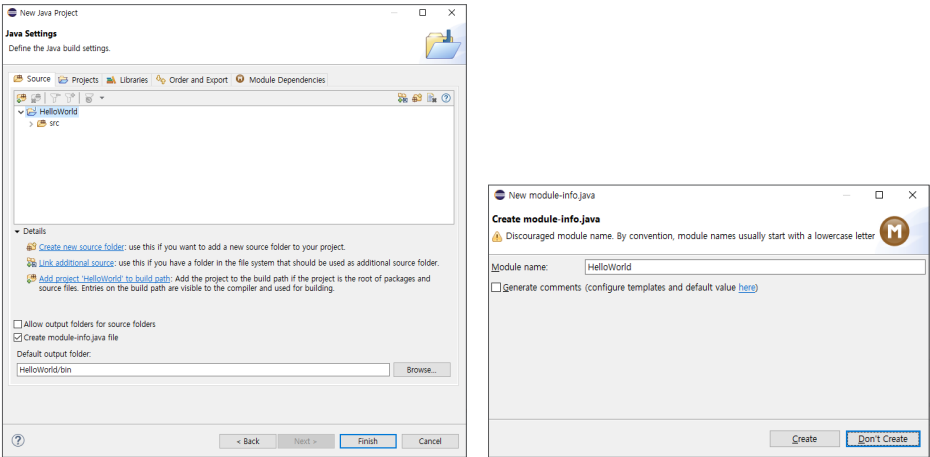 New Java Project
Java Settings
Define the Java build settings.
Source Projects Libraries Order and Export Module Dependencies
HelloWorld
src
Details
Create new source folder: use this if you want to add a new source folder to your project.
Link additional source: use this if you have a folder in the file system that should be used as additional source folder.
Add project 'HelloWorld' to build path: Add the project to the build path if the project is the root of packages and
source files. Entries on the build path are visible to the compiler and used for building.
Allow output folders for source folders
Create module-info.java file
Default output folder:
HelloWorld/bin
Browse...
< Back Next > Finish Cancel
New module-info.java
Create module-info.java
Discouraged module name. By convention, module names usually start with a lowercase letter
M
Module name: HelloWorld
Generate comments (configure templates and default value here)
Create Don't Create